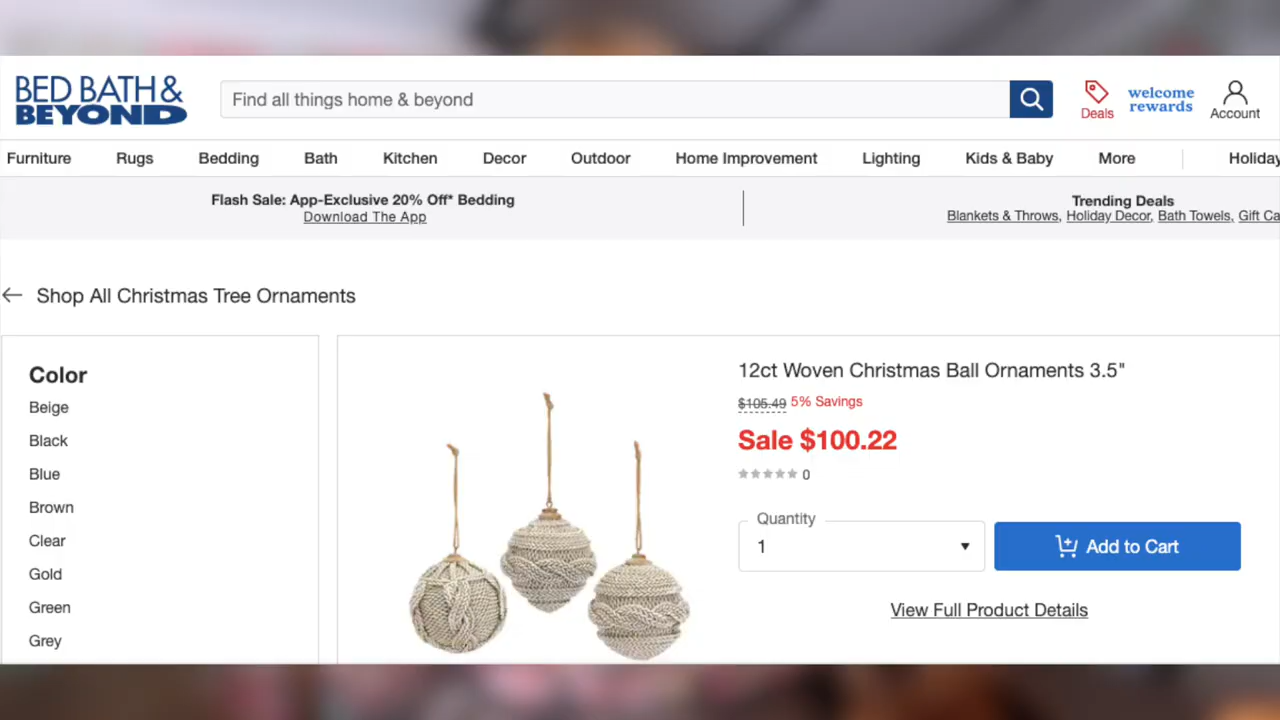 BED BATH &
BEYOND
Find all things home & beyond
Deals
welcome
rewards
Account
Furniture Rugs Bedding Bath Kitchen Decor Outdoor Home Improvement Lighting Kids & Baby More Holiday
Flash Sale: App-Exclusive 20% Off* Bedding
Download The App
Trending Deals
Blankets & Throws, Holiday Decor, Bath Towels, Gift Ca
Shop All Christmas Tree Ornaments
Color
Beige
Black
Blue
Brown
Clear
Gold
Green
Grey
12ct Woven Christmas Ball Ornaments 3.5"
$105.49 5% Savings
Sale $100.22
0
Quantity
1
Add to Cart
View Full Product Details